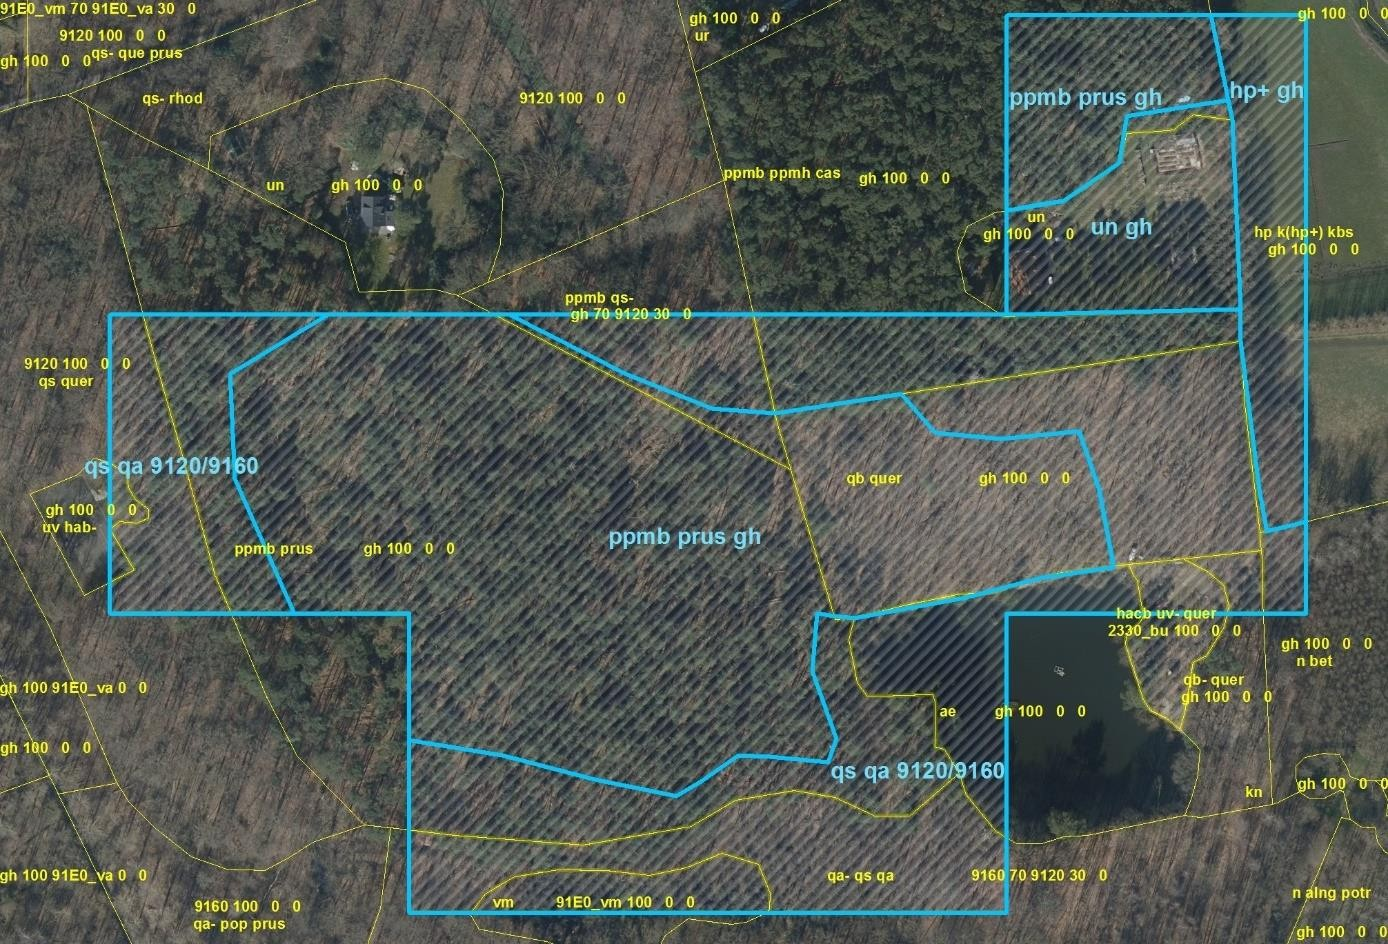 91E0_vm 70 91E0_va 30 0
9120 100 0 0
gh 100 0 0
qs- que prus
qs- rhod
9120 100 0 0
gh 100 0 0
ur
gh 100 0 0
ppmb prus gh
hp+ gh
ppmb ppmh cas gh 100 0 0
un gh 100 0 0
un
gh 100 0 0
un gh
hp k(hp+) kbs
gh 100 0 0
ppmb qs-
gh 70 9120 30 0
9120 100 0 0
qs quer
qs qa 9120/9160
qb quer gh 100 0 0
gh 100 0 0
uv hab-
ppmb prus gh 100 0 0
ppmb prus gh
hacb uv- quer
2330_bu 100 0 0
gh 100 0 0
n bet
qb- quer
gh 100 0 0
gh 100 91E0_va 0 0
ae gh 100 0 0
gh 100 0 0
qs qa 9120/9160
kn
gh 100 0 0
gh 100 91E0_va 0 0
qa- qs qa 9160 70 9120 30 0
n alng potr
vm 91E0_vm 100 0 0
9160 100 0 0
qa- pop prus
gh 100 0 0